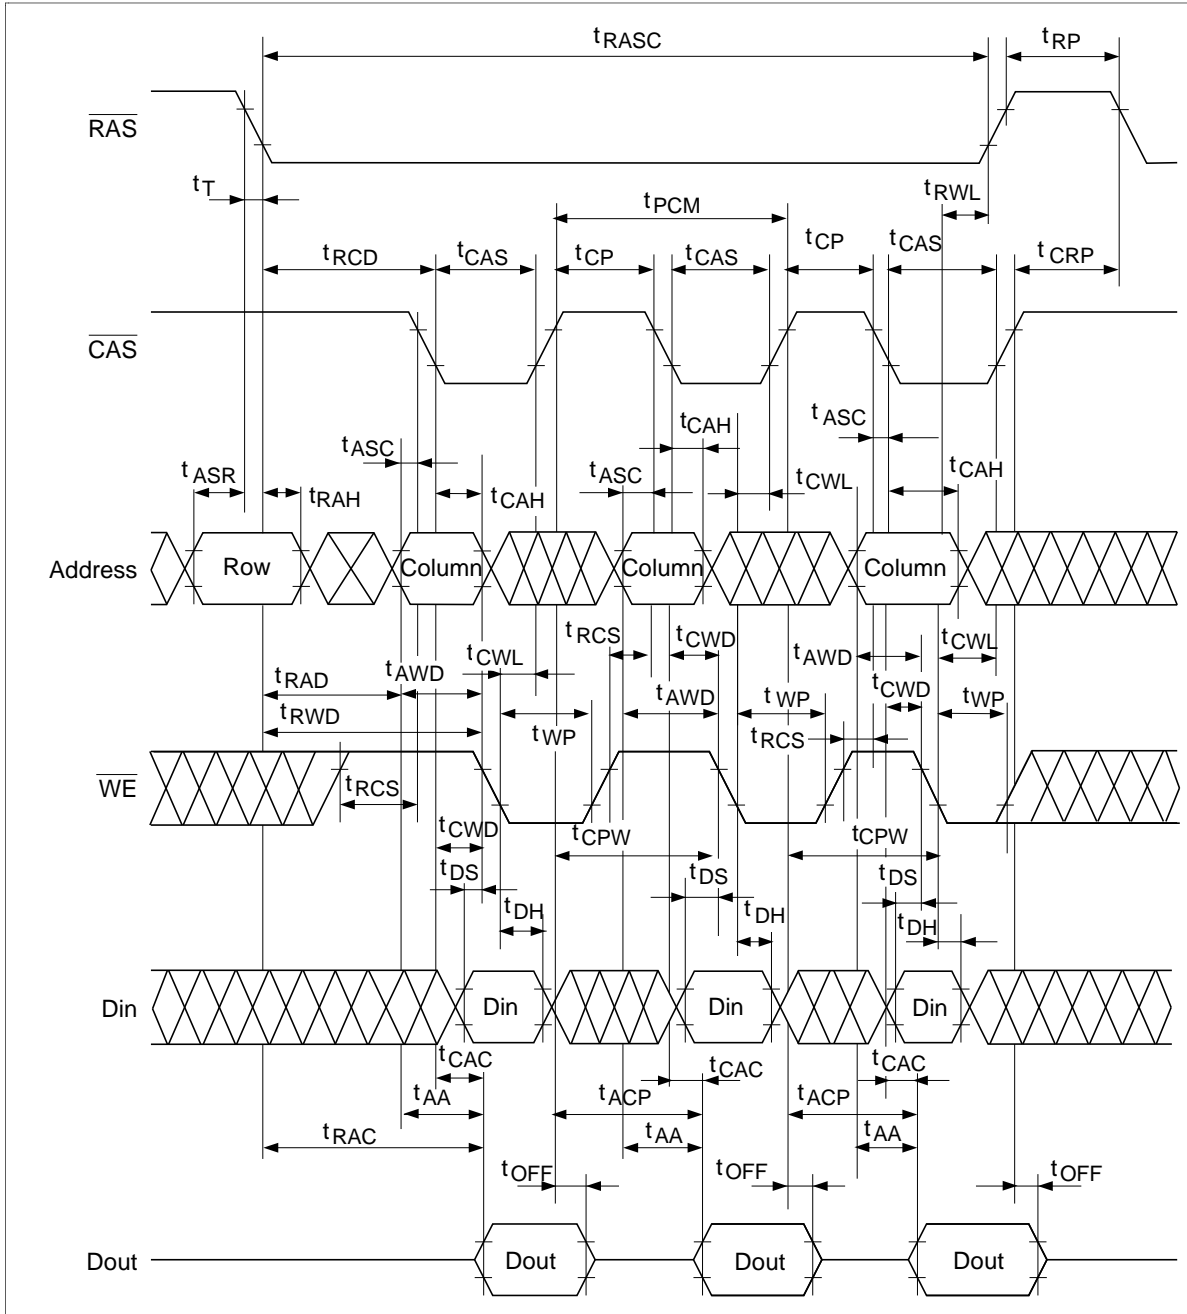 tRASC tRP
RAS
tT tRWL
tPCM
tRCD tCAS tCP tCAS tCP tCAS tCRP
CAS
tASC tCAH tASC
tASR tRAH tCAH tASC tCWL tCAH
Address Row Column Column Column
tRCS tCWD
tCWL tAWD tCWL
tRAD tAWD tAWD tCWD
tRWD tWP tWP tWP
tRCS
WE
tRCS
tCWD tCPW tCPW
tDS tDS tDS
tDH tDH tDH
Din Din Din Din
tCAC tCAC tCAC
tAA tACP tACP
tRAC tAA tAA
tOFF tOFF tOFF
Dout Dout Dout Dout